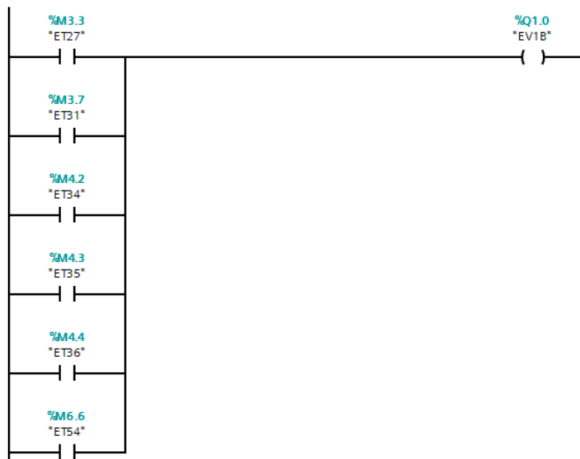 %M3.3
"ET27"
%Q1.0
"EV1B"
%M3.7
"ET31"
%M4.2
"ET34"
%M4.3
"ET35"
%M4.4
"ET36"
%M6.6
"ET54"